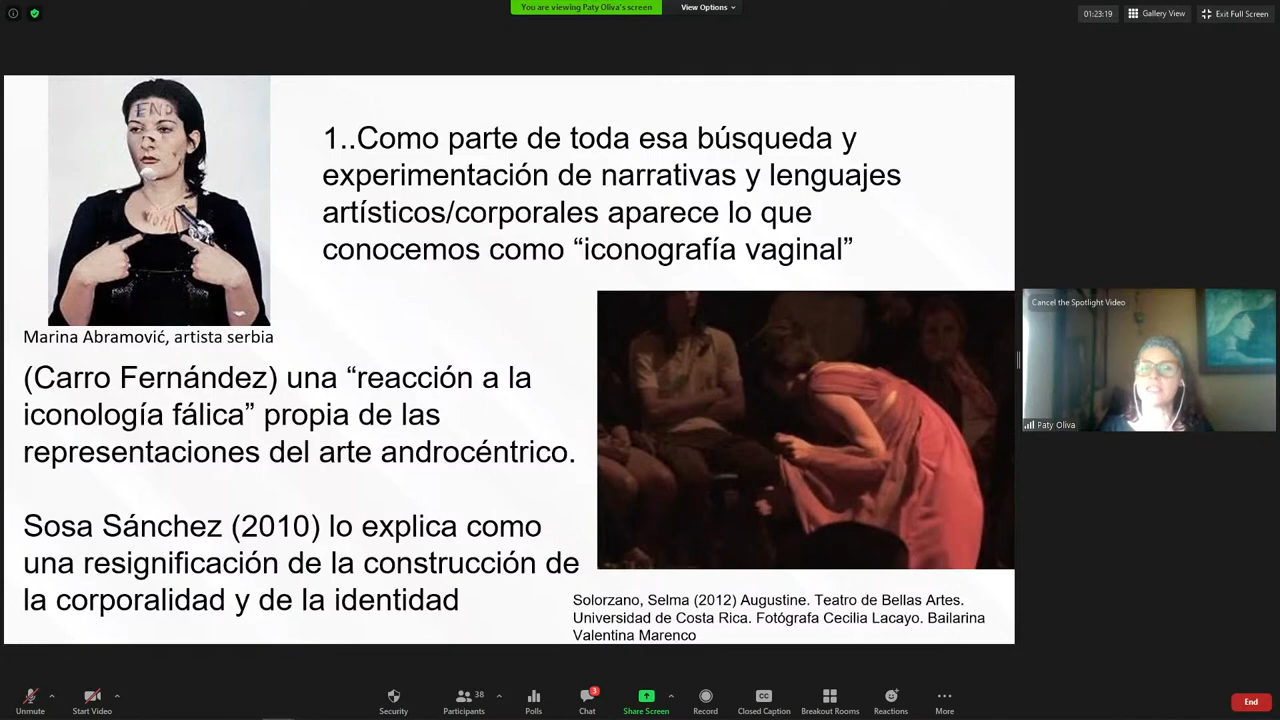 You are viewing Paty Oliva's screen
View Options
01:23:19
Gallery View
Exit Full Screen
END
1..Como parte de toda esa búsqueda y
experimentación de narrativas y lenguajes
artísticos/corporales aparece lo que
conocemos como “iconografía vaginal”
Marina Abramović, artista serbia
(Carro Fernández) una “reacción a la
iconología fálica” propia de las
representaciones del arte androcéntrico.
Sosa Sánchez (2010) lo explica como
una resignificación de la construcción de
la corporalidad y de la identidad
Solorzano, Selma (2012) Augustine. Teatro de Bellas Artes.
Universidad de Costa Rica. Fotógrafa Cecilia Lacayo. Bailarina
Valentina Marenco
Cancel the Spotlight Video
Paty Oliva
Unmute
Start Video
Security
38
Participants
Polls
3
Chat
Share Screen
Record
CC
Closed Caption
Breakout Rooms
Reactions
More
End